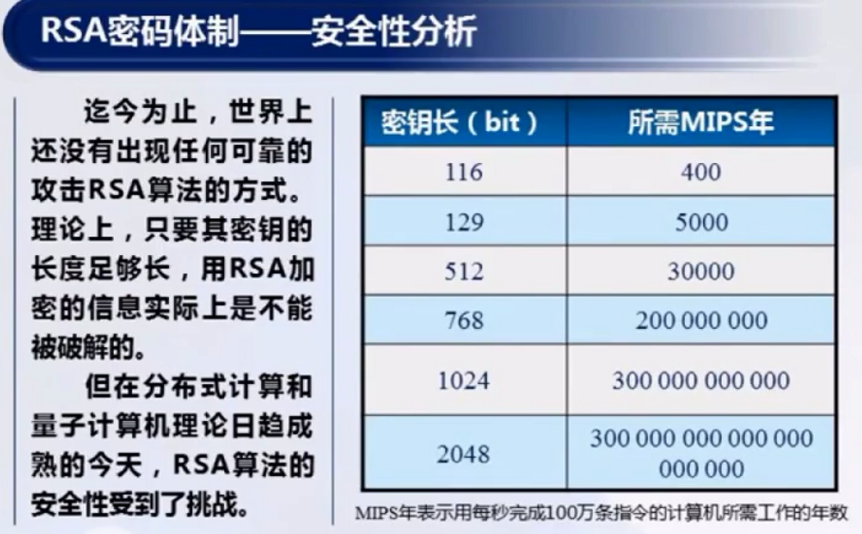 RSA密码体制——安全性分析
迄今为止，世界上
还没有出现任何可靠的
攻击RSA算法的方式。
理论上，只要其密钥的
长度足够长，用RSA加
密的信息实际上是不能
被破解的。
但在分布式计算和
量子计算机理论日趋成
熟的今天，RSA算法的
安全性受到了挑战。
密钥长（bit） 所需MIPS年
116 400
129 5000
512 30000
768 200 000 000
1024 300 000 000 000
2048 300 000 000 000 000
000 000
MIPS年表示用每秒完成100万条指令的计算机所需工作的年数